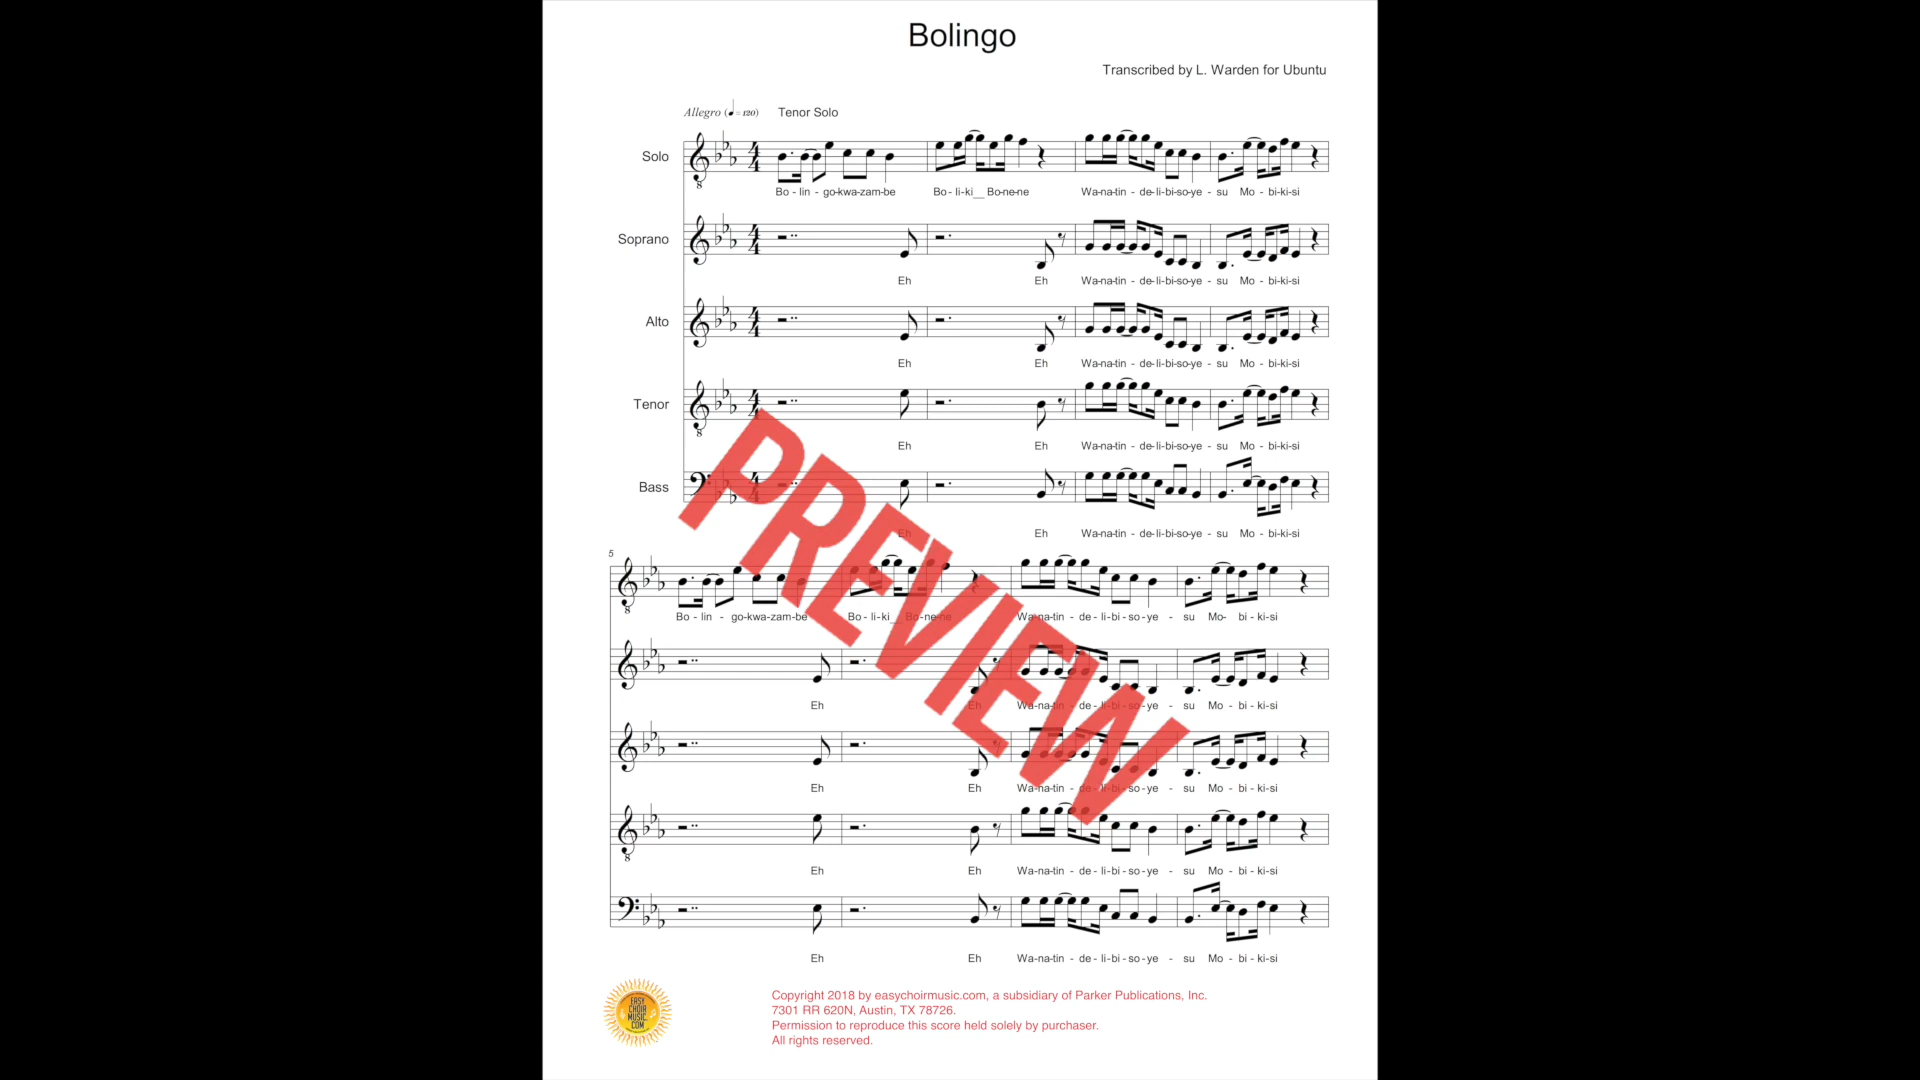 Bolingo
Transcribed by L. Warden for Ubuntu
Allegro (♩= 120) Tenor Solo
Solo
Bo - lin - go-kwa-zam-be Bo - li-ki__ Bo-ne-ne Wa-na-tin - de-li-bi-so-ye - su Mo - bi-ki-si
Soprano
Eh Eh Wa-na-tin - de-li-bi-so-ye - su Mo - bi-ki-si
Alto
Eh Eh Wa-na-tin - de-li-bi-so-ye - su Mo - bi-ki-si
Tenor
Eh Eh Wa-na-tin - de-li-bi-so-ye - su Mo - bi-ki-si
Bass
Eh Eh Wa-na-tin - de-li-bi-so-ye - su Mo - bi-ki-si
PREVIEW
5
Bo - lin - go-kwa-zam-be Bo - li-ki__ Bo-ne-ne Wa-na-tin - de - li-bi - so-ye - su Mo- bi - ki-si
Eh Eh Wa-na-tin - de - li-bi - so-ye - su Mo - bi - ki-si
Eh Eh Wa-na-tin - de - li-bi - so-ye - su Mo - bi - ki-si
Eh Eh Wa-na-tin - de - li-bi - so-ye - su Mo - bi - ki-si
Eh Eh Wa-na-tin - de - li-bi - so-ye - su Mo - bi - ki-si
EASY
CHOIR
MUSIC
.COM
Copyright 2018 by easychoirmusic.com, a subsidiary of Parker Publications, Inc.
7301 RR 620N, Austin, TX 78726.
Permission to reproduce this score held solely by purchaser.
All rights reserved.